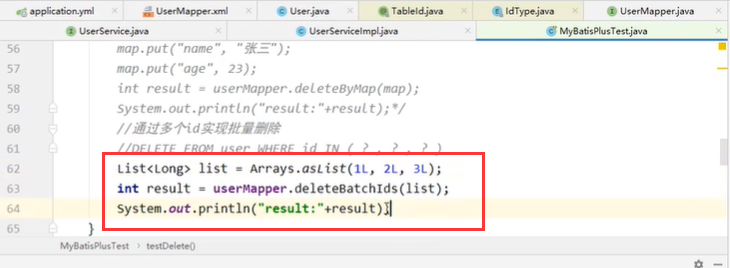 application.yml UserMapper.xml User.java TableId.java IdType.java UserMapper.java
UserService.java UserServiceImpl.java MyBatisPlusTest.java
56 map.put("name", "张三");
57 map.put("age", 23);
58 int result = userMapper.deleteByMap(map);
59 System.out.println("result:"+result);*/
60 //通过多个id实现批量删除
61 //DELETE FROM user WHERE id IN ( ? , ? , ? )
62 List<Long> list = Arrays.asList(1L, 2L, 3L);
63 int result = userMapper.deleteBatchIds(list);
64 System.out.println("result:"+result);
65 }
MyBatisPlusTest › testDelete()